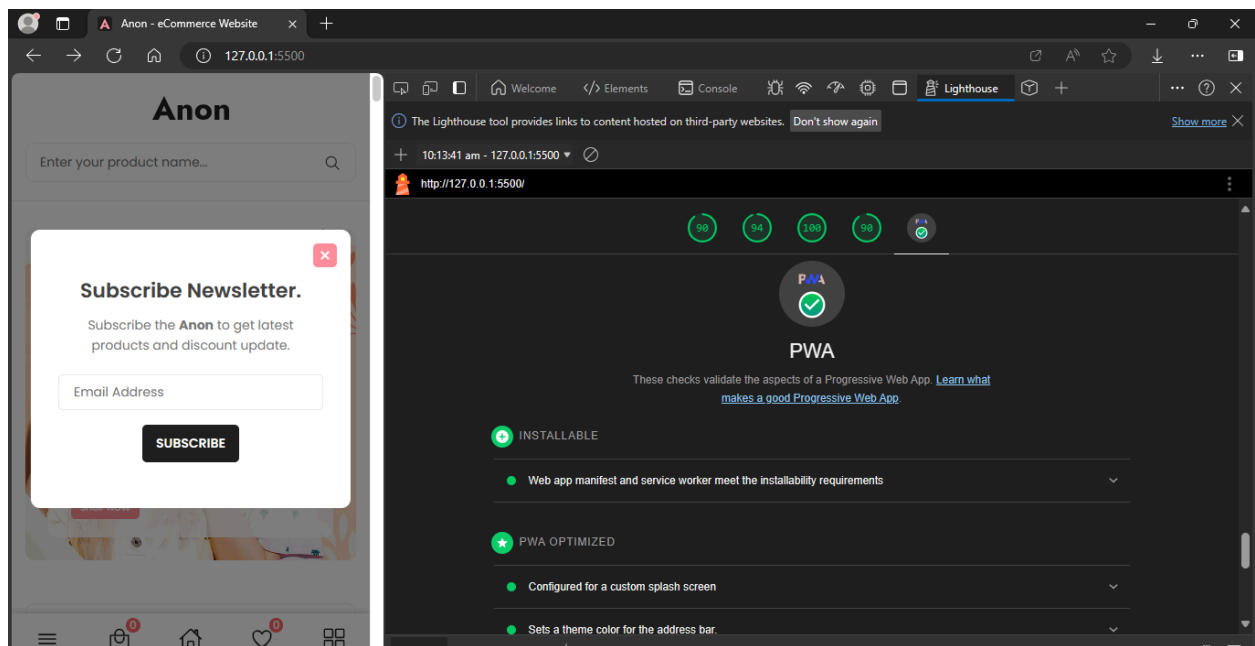 Anon - eCommerce Website
127.0.0.1:5500
Anon
Enter your product name...
Subscribe Newsletter.
Subscribe the Anon to get latest
products and discount update.
Email Address
SUBSCRIBE
SHOP NOW
0
0
Welcome
</> Elements
Console
Lighthouse
The Lighthouse tool provides links to content hosted on third-party websites. Don't show again Show more
10:13:41 am - 127.0.0.1:5500
http://127.0.0.1:5500/
90 94 100 90 PWA
PWA
PWA
These checks validate the aspects of a Progressive Web App. Learn what
makes a good Progressive Web App.
INSTALLABLE
Web app manifest and service worker meet the installability requirements
PWA OPTIMIZED
Configured for a custom splash screen
Sets a theme color for the address bar.